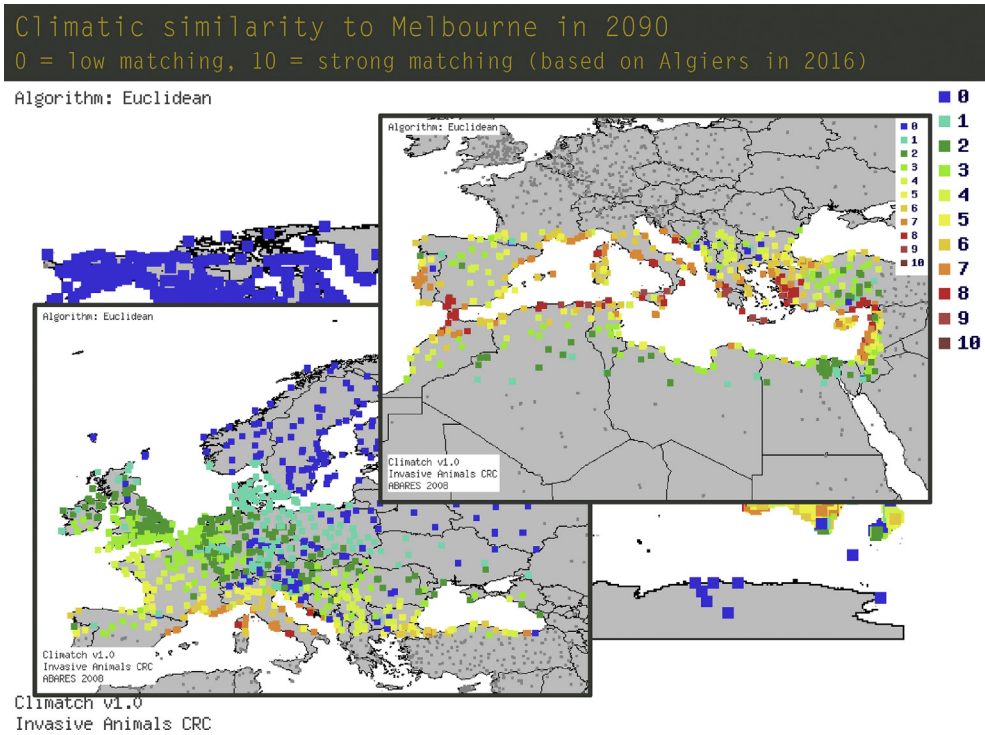 Climatic similarity to Melbourne in 2090
0 = low matching, 10 = strong matching (based on Algiers in 2016)
Algorithm: Euclidean
0
1
2
3
4
5
6
7
8
9
10
Algorithm: Euclidean
0
1
2
3
4
5
6
7
8
9
10
Climatch v1.0
Invasive Animals CRC
ABARES 2008
Algorithm: Euclidean
Climatch v1.0
Invasive Animals CRC
ABARES 2008
Climatch v1.0
Invasive Animals CRC